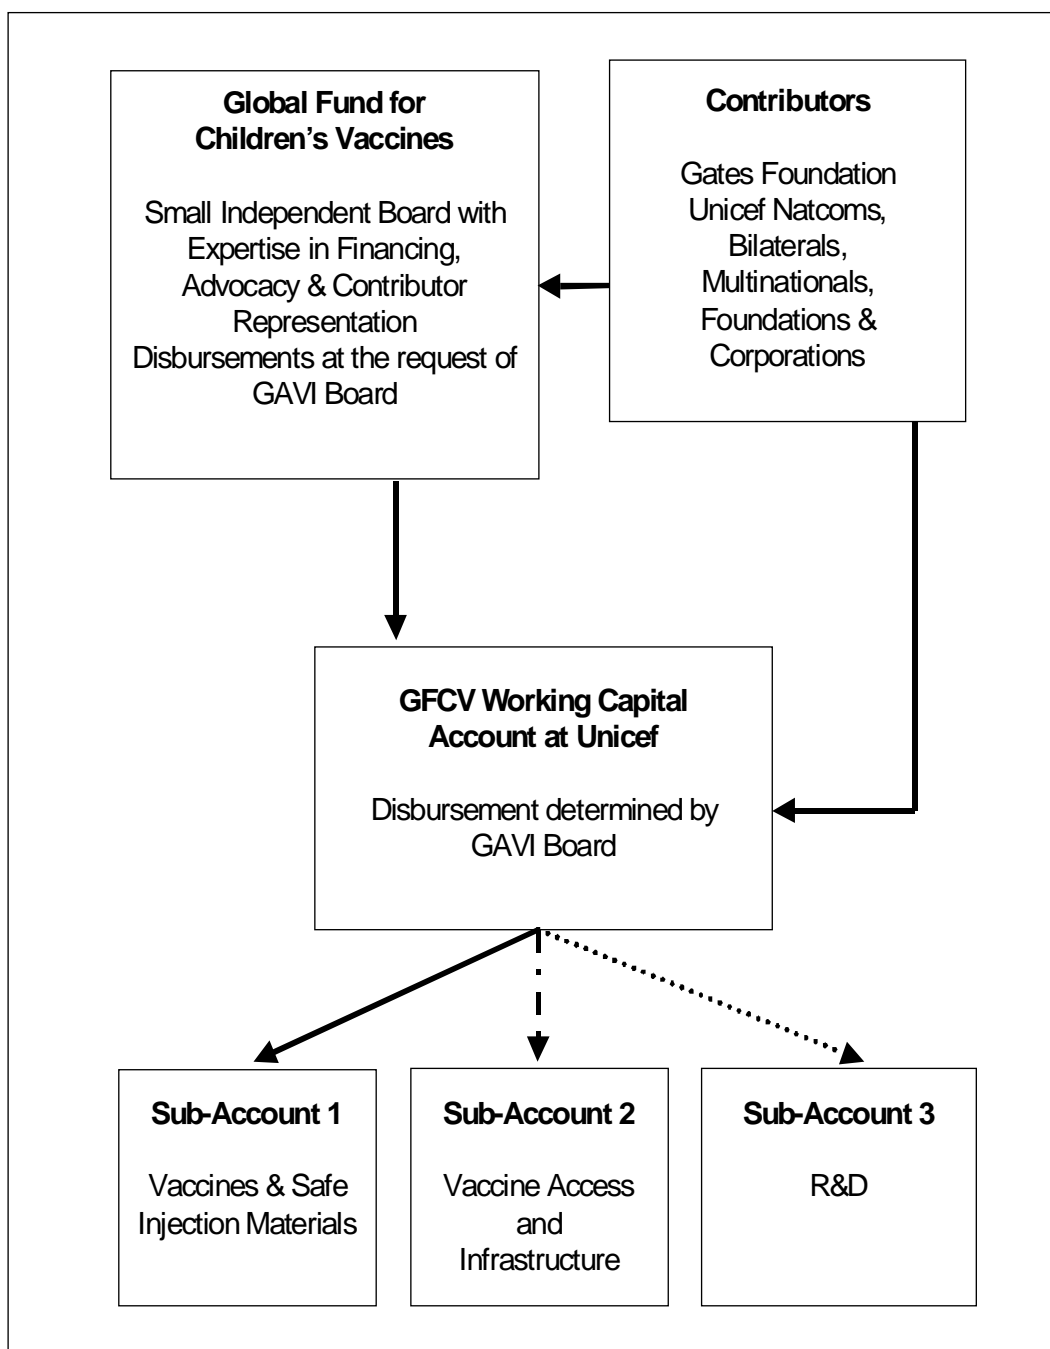 Global Fund for
Children's Vaccines
Small Independent Board with
Expertise in Financing,
Advocacy & Contributor
Representation
Disbursements at the request of
GAVI Board
Contributors
Gates Foundation
Unicef Natcoms,
Bilaterals,
Multinationals,
Foundations &
Corporations
GFCV Working Capital
Account at Unicef
Disbursement determined by
GAVI Board
Sub-Account 1
Vaccines & Safe
Injection Materials
Sub-Account 2
Vaccine Access
and
Infrastructure
Sub-Account 3
R&D